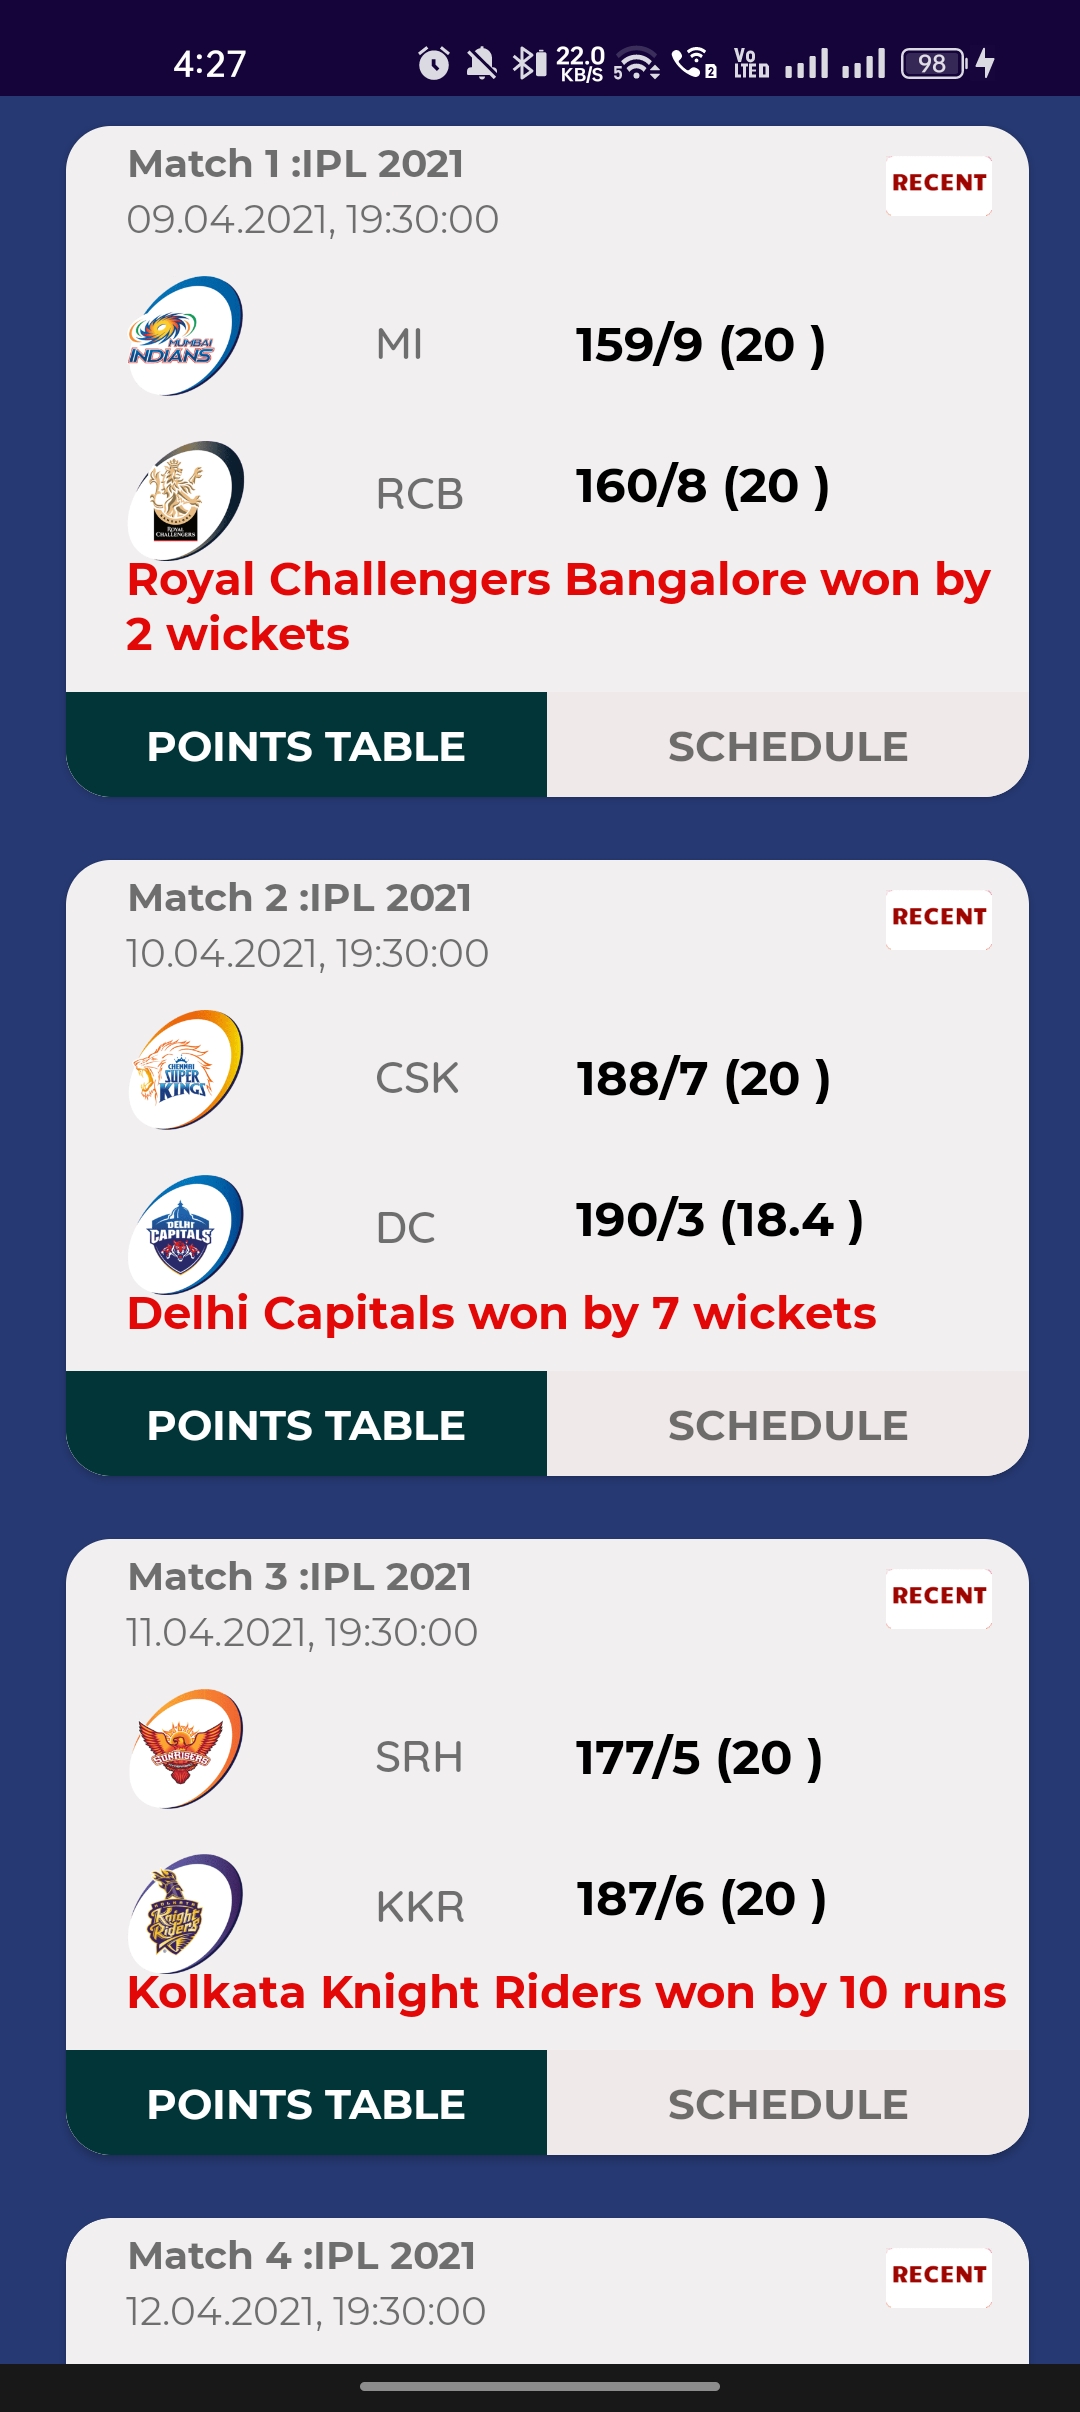 4:27
22.0
KB/S
5
2
Vo
LTE
98
Match 1 :IPL 2021
RECENT
09.04.2021, 19:30:00
MUMBAI
INDIANS
MI
159/9 (20 )
ROYAL
CHALLENGERS
RCB
160/8 (20 )
Royal Challengers Bangalore won by
2 wickets
POINTS TABLE
SCHEDULE
Match 2 :IPL 2021
RECENT
10.04.2021, 19:30:00
CHENNAI
SUPER
KINGS
CSK
188/7 (20 )
DELHI
CAPITALS
DC
190/3 (18.4 )
Delhi Capitals won by 7 wickets
POINTS TABLE
SCHEDULE
Match 3 :IPL 2021
RECENT
11.04.2021, 19:30:00
SUNRISERS
SRH
177/5 (20 )
KOLKATA
Knight
Riders
KKR
187/6 (20 )
Kolkata Knight Riders won by 10 runs
POINTS TABLE
SCHEDULE
Match 4 :IPL 2021
RECENT
12.04.2021, 19:30:00